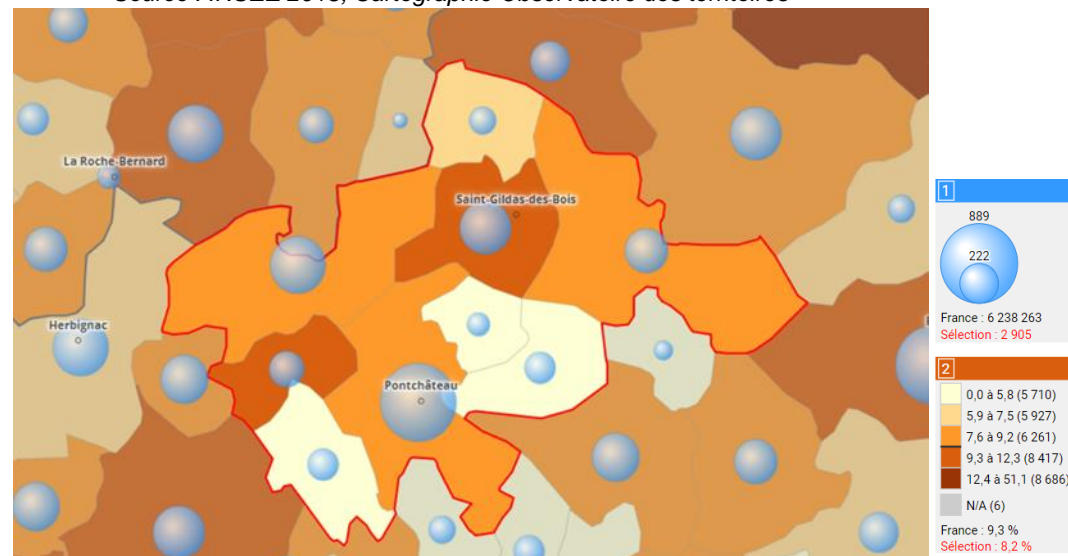 Source : INSEE 2018, Cartographie Observatoire des territoires
La Roche-Bernard
Saint-Gildas-des-Bois
Herbignac
Pontchâteau
1
889
222
France : 6 238 263
Sélection : 2 905
2
0,0 à 5,8 (5 710)
5,9 à 7,5 (5 927)
7,6 à 9,2 (6 261)
9,3 à 12,3 (8 417)
12,4 à 51,1 (8 686)
N/A (6)
France : 9,3 %
Sélection : 8,2 %